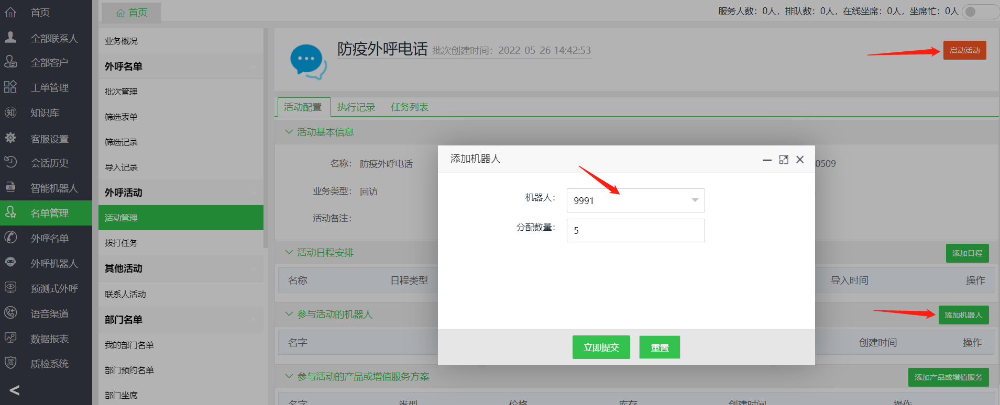 首页
全部联系人
全部客户
工单管理
知识库
客服设置
会话历史
智能机器人
名单管理
外呼名单
外呼机器人
预测式外呼
语音渠道
数据报表
质检系统
<
首页
服务人数：0人，排队数：0人，在线坐席：0人，坐席忙：0人
业务概况
外呼名单
批次管理
筛选表单
筛选记录
导入记录
外呼活动
活动管理
拨打任务
其他活动
联系人活动
部门名单
我的部门名单
部门预约名单
部门坐席
防疫外呼电话 批次创建时间：2022-05-26 14:42:53
启动活动
活动配置 执行记录 任务列表
活动基本信息
名称： 防疫外呼电话
0509
业务类型： 回访
活动备注：
活动日程安排
添加日程
名称 日程类型 导入时间 操作
参与活动的机器人
添加机器人
名字 创建时间 操作
参与活动的产品或增值服务方案
添加产品或增值服务
名字 类型 价格 库存 创建时间 操作
添加机器人
机器人： 9991
分配数量： 5
立即提交 重置